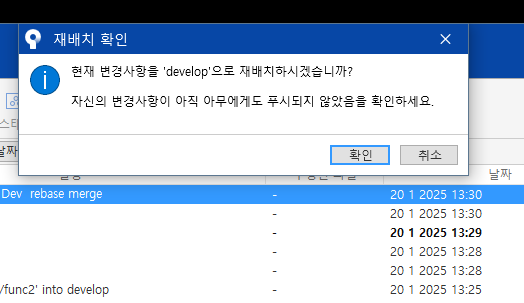 재배치 확인
현재 변경사항을 'develop'으로 재배치하시겠습니까?
자신의 변경사항이 아직 아무에게도 푸시되지 않았음을 확인하세요.
확인 취소
날짜
Dev rebase merge - 20 1 2025 13:30
- 20 1 2025 13:30
- 20 1 2025 13:29
- 20 1 2025 13:28
- 20 1 2025 13:28
/func2' into develop - 20 1 2025 13:25